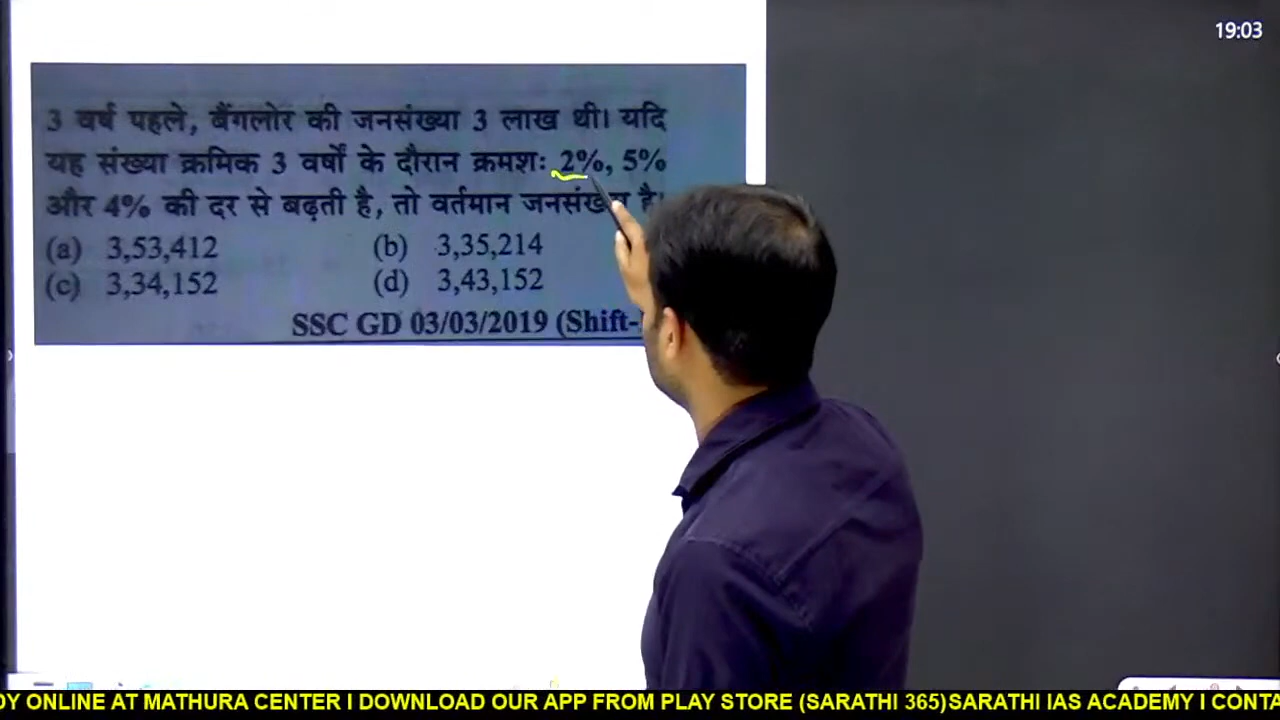 19:03
3 वर्ष पहले, बैंगलोर की जनसंख्या 3 लाख थी। यदि
यह संख्या क्रमिक 3 वर्षों के दौरान क्रमशः 2%, 5%
और 4% की दर से बढ़ती है, तो वर्तमान जनसंख्या है।
(a) 3,53,412 (b) 3,35,214
(c) 3,34,152 (d) 3,43,152
SSC GD 03/03/2019 (Shift-
DY ONLINE AT MATHURA CENTER I DOWNLOAD OUR APP FROM PLAY STORE (SARATHI 365)SARATHI IAS ACADEMY I CONTA